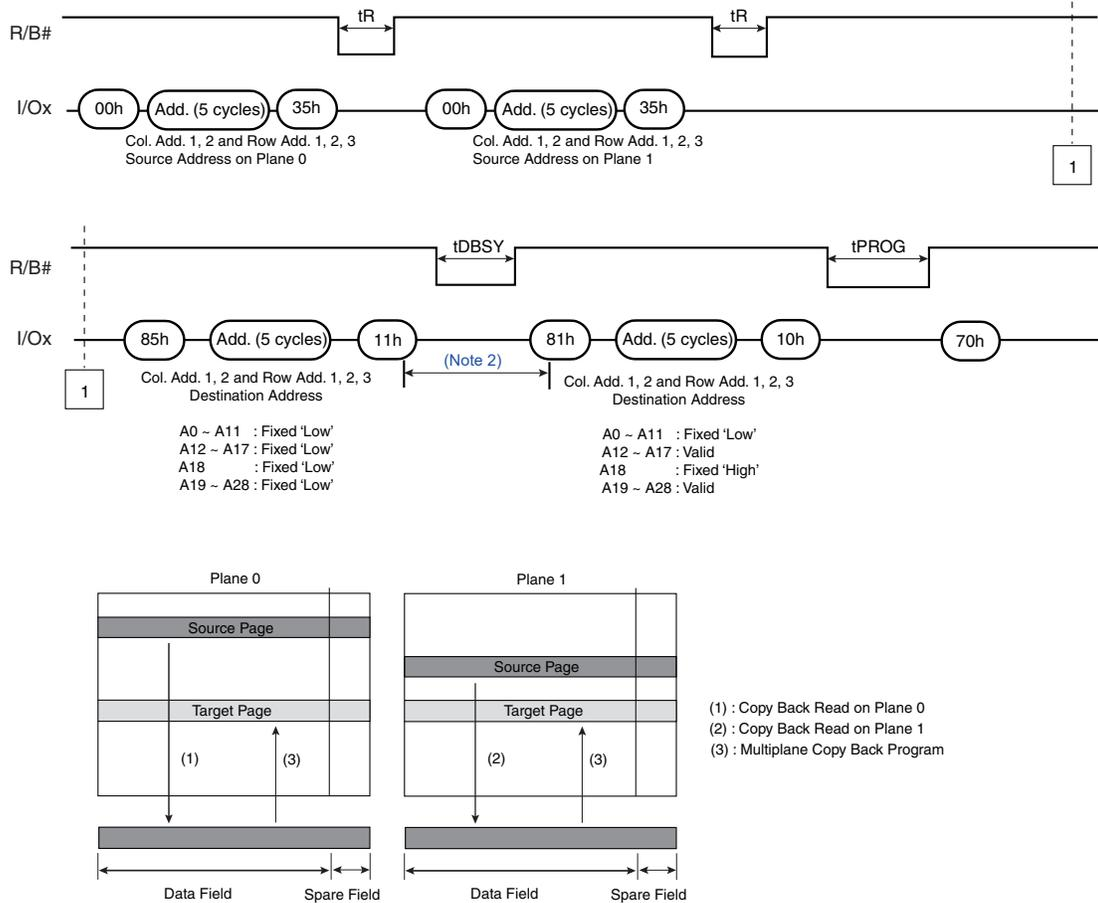 tR
tR
R/B#
I/Ox
00h
Add. (5 cycles)
35h
00h
Add. (5 cycles)
35h
Col. Add. 1, 2 and Row Add. 1, 2, 3
Source Address on Plane 0
Col. Add. 1, 2 and Row Add. 1, 2, 3
Source Address on Plane 1
1
tDBSY
tPROG
R/B#
I/Ox
85h
Add. (5 cycles)
11h
81h
Add. (5 cycles)
10h
70h
(Note 2)
1
Col. Add. 1, 2 and Row Add. 1, 2, 3
Destination Address
Col. Add. 1, 2 and Row Add. 1, 2, 3
Destination Address
A0 ~ A11 : Fixed ‘Low’
A12 ~ A17 : Fixed ‘Low’
A18 : Fixed ‘Low’
A19 ~ A28 : Fixed ‘Low’
A0 ~ A11 : Fixed ‘Low’
A12 ~ A17 : Valid
A18 : Fixed ‘High’
A19 ~ A28 : Valid
Plane 0
Plane 1
Source Page
Source Page
Target Page
Target Page
(1)
(3)
(2)
(3)
(1) : Copy Back Read on Plane 0
(2) : Copy Back Read on Plane 1
(3) : Multiplane Copy Back Program
Data Field
Spare Field
Data Field
Spare Field